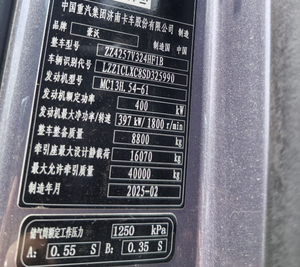 中国重汽集团济南卡车股份有限公司 制造
品牌 豪沃 制造国 中国
整车型号 ZZ4257V324HF1B
车辆识别代号 LZZ1CLXC8SD325990
发动机型号 MC13H.54-61
发动机额定功率 400 kW
发动机最大净功率/转速 397 kW/1800 r/min
整车整备质量 8800 kg
牵引座最大设计静载荷 16070 kg
最大允许牵引质量 40000 kg
制造年月 2025-02
储气筒额定工作压力 1250 kPa
A: 0.55 S B: 0.35 S